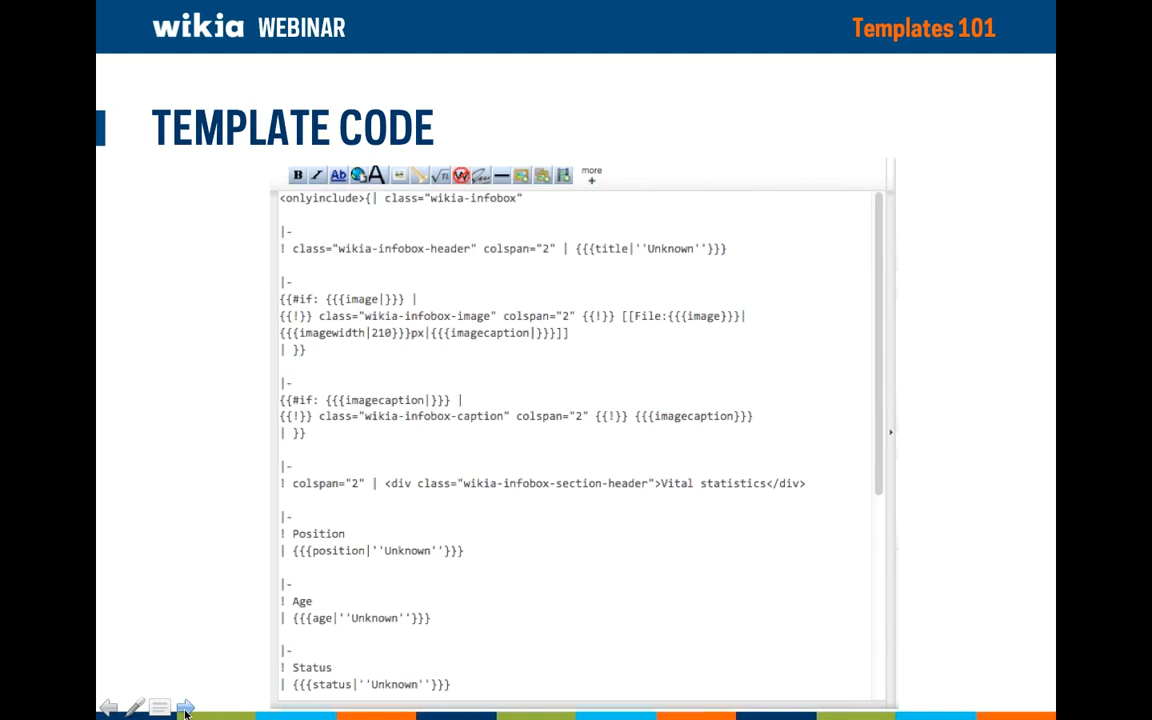 wikia WEBINAR
Templates 101
TEMPLATE CODE
B I Ab A √n W more
+
<onlyinclude>{| class="wikia-infobox"
|-
! class="wikia-infobox-header" colspan="2" | {{{title|''Unknown''}}}
|-
{{#if: {{{image|}}} |
{{!}} class="wikia-infobox-image" colspan="2" {{!}} [[File:{{{image}}}|
{{{imagewidth|210}}}px|{{{imagecaption|}}}]]
| }}
|-
{{#if: {{{imagecaption|}}} |
{{!}} class="wikia-infobox-caption" colspan="2" {{!}} {{{imagecaption}}}
| }}
|-
! colspan="2" | <div class="wikia-infobox-section-header">Vital statistics</div>
|-
! Position
| {{{position|''Unknown''}}}
|-
! Age
| {{{age|''Unknown''}}}
|-
! Status
| {{{status|''Unknown''}}}